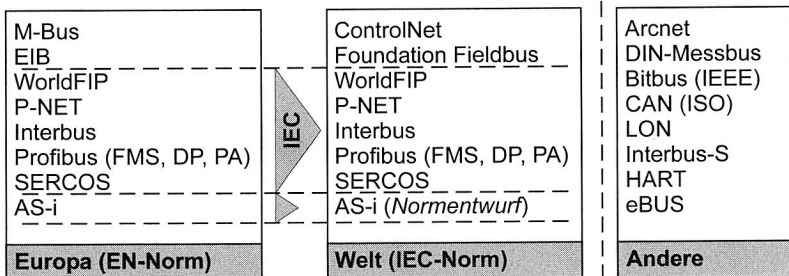 M-Bus
EIB
WorldFIP
P-NET
Interbus
Profibus (FMS, DP, PA)
SERCOS
AS-i
Europa (EN-Norm)
IEC
ControlNet
Foundation Fieldbus
WorldFIP
P-NET
Interbus
Profibus (FMS, DP, PA)
SERCOS
AS-i (Normentwurf)
Welt (IEC-Norm)
Arcnet
DIN-Messbus
Bitbus (IEEE)
CAN (ISO)
LON
Interbus-S
HART
eBUS
Andere